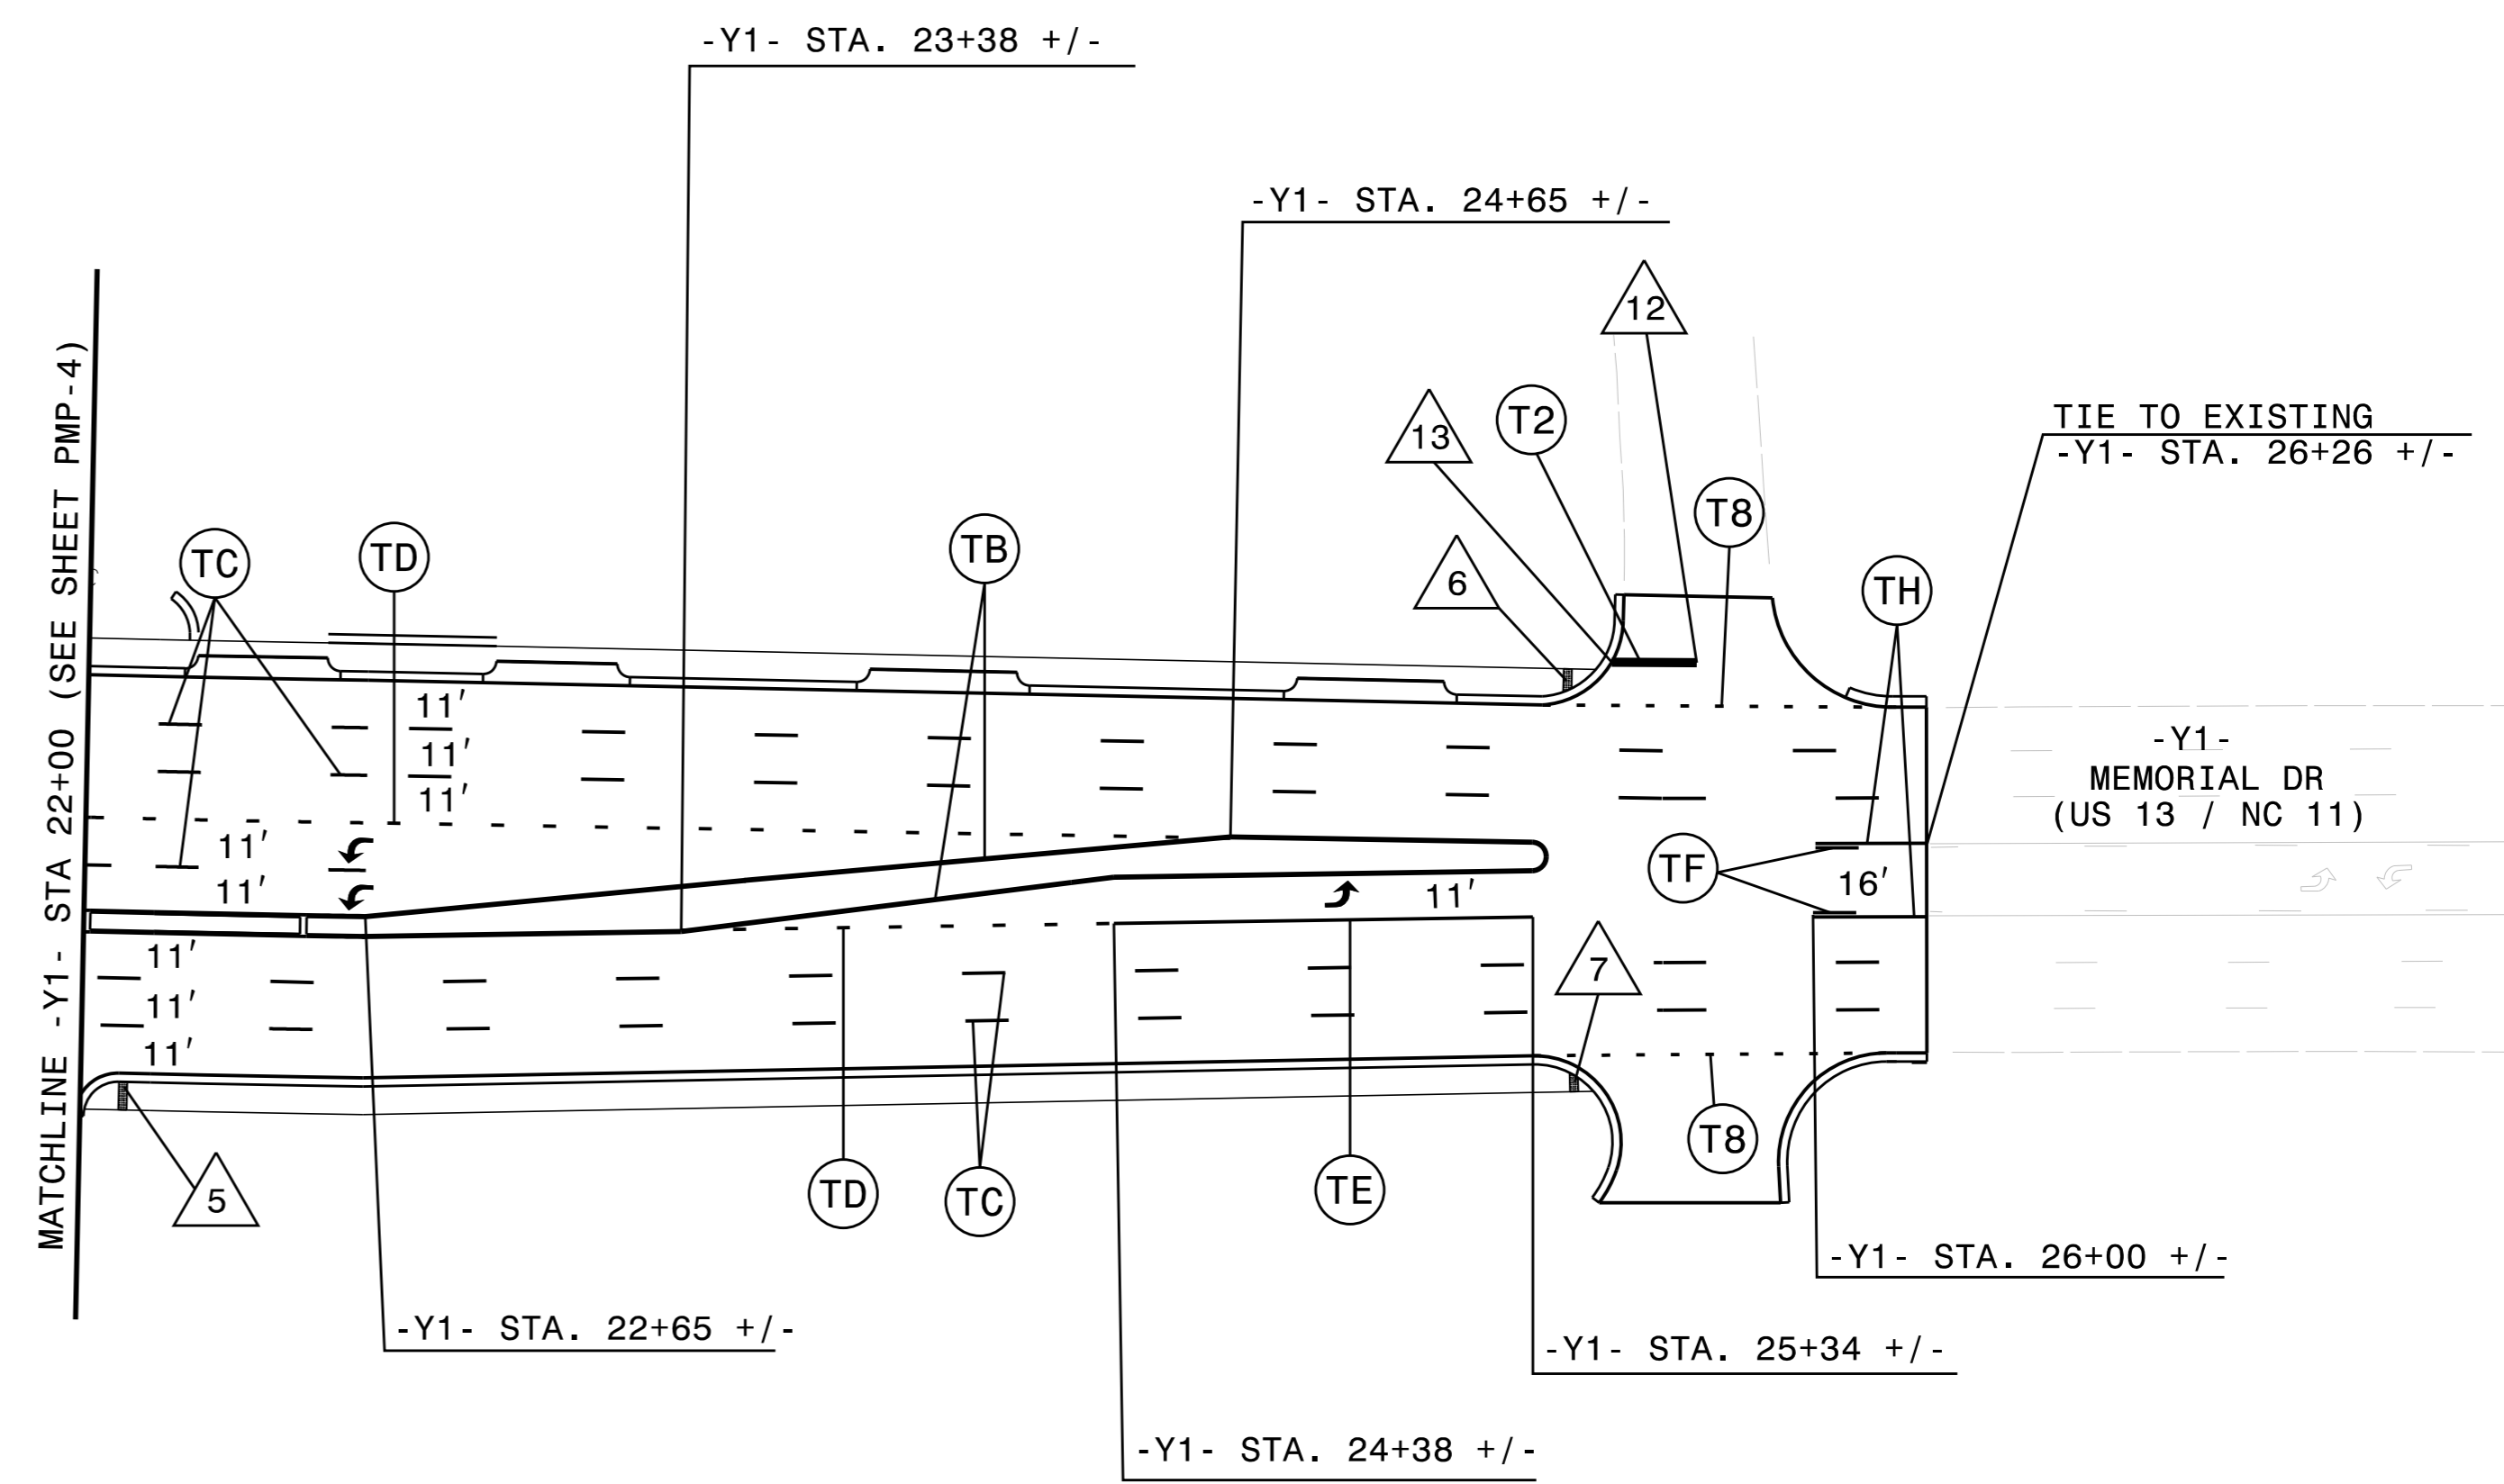 -Y1- STA. 23+38 +/-
-Y1- STA. 24+65 +/-
12
13
T2
TIE TO EXISTING
-Y1- STA. 26+26 +/-
T8
6
TC
TD
TB
TH
MATCHLINE -Y1- STA 22+00 (SEE SHEET PMP-4)
11'
11'
11'
-Y1-
MEMORIAL DR
(US 13 / NC 11)
11'
11'
TF
16'
11'
11'
11'
11'
7
5
TD
TC
TE
T8
-Y1- STA. 26+00 +/-
-Y1- STA. 22+65 +/-
-Y1- STA. 25+34 +/-
-Y1- STA. 24+38 +/-